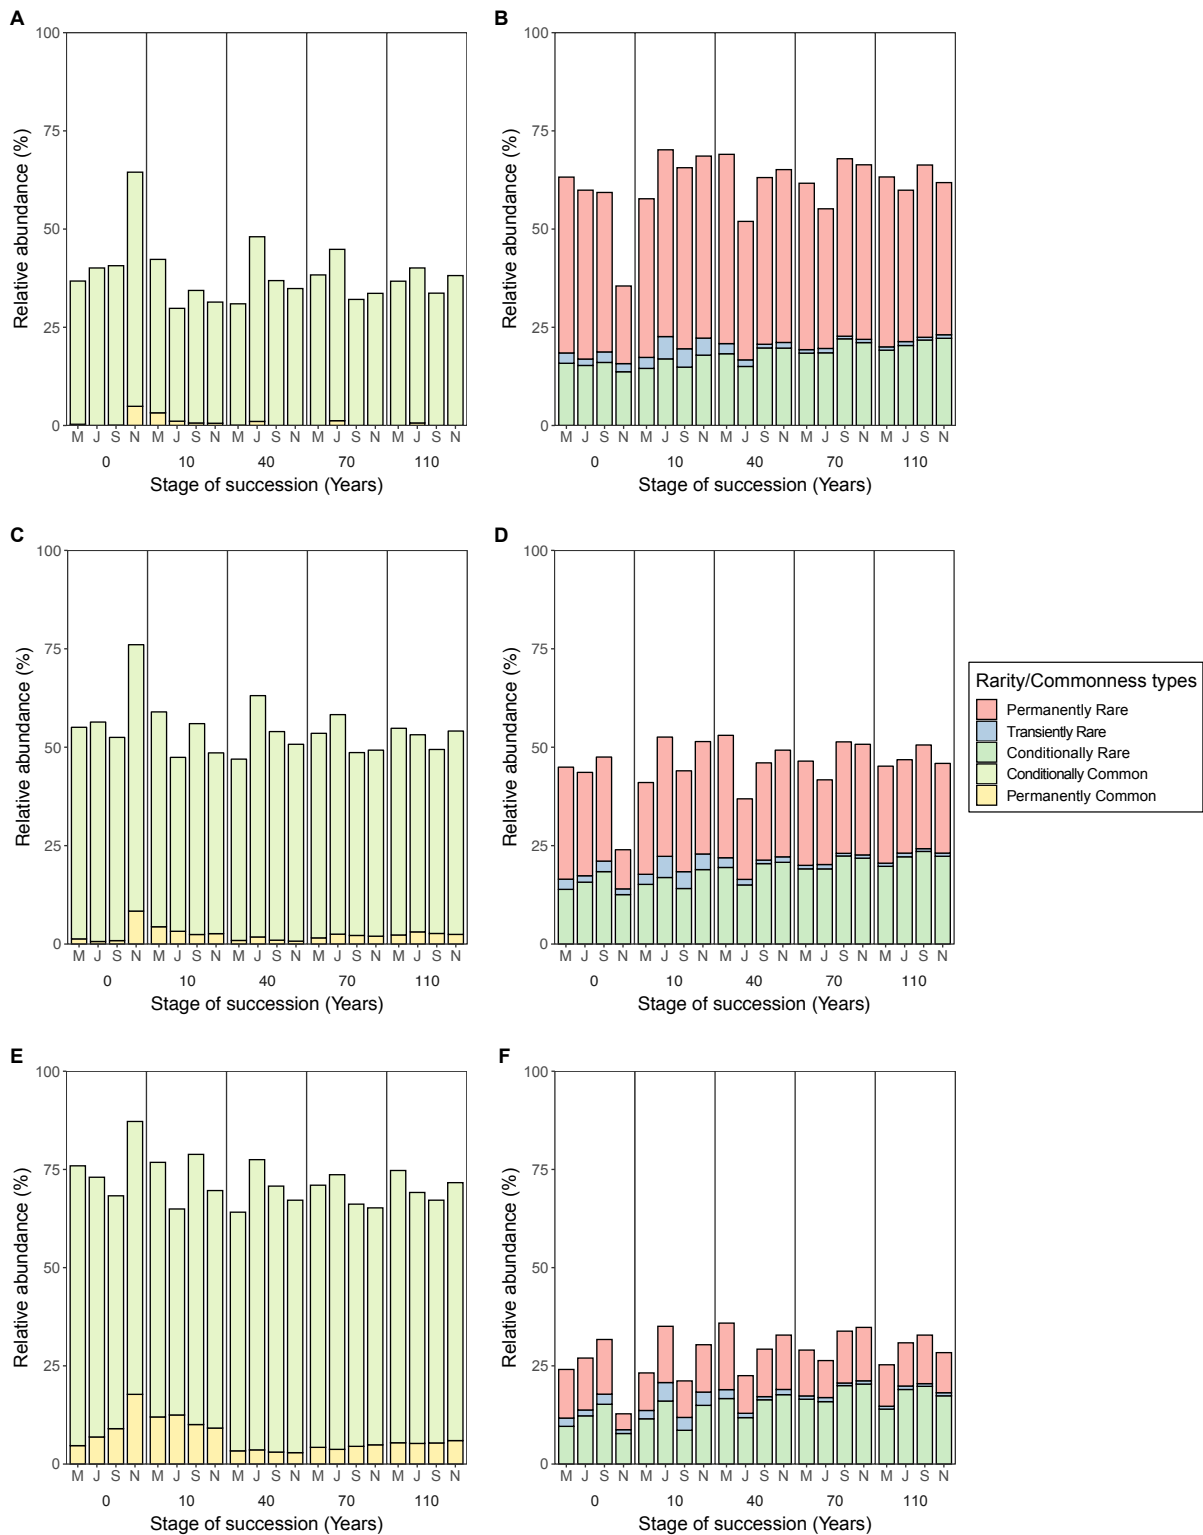 A
B
100
75
50
25
0
Relative abundance (%)
M J S N M J S N M J S N M J S N M J S N
0 10 40 70 110
Stage of succession (Years)
100
75
50
25
0
Relative abundance (%)
M J S N M J S N M J S N M J S N M J S N
0 10 40 70 110
Stage of succession (Years)
C
D
100
75
50
25
0
Relative abundance (%)
M J S N M J S N M J S N M J S N M J S N
0 10 40 70 110
Stage of succession (Years)
100
75
50
25
0
Relative abundance (%)
M J S N M J S N M J S N M J S N M J S N
0 10 40 70 110
Stage of succession (Years)
Rarity/Commonness types
Permanently Rare
Transiently Rare
Conditionally Rare
Conditionally Common
Permanently Common
E
F
100
75
50
25
0
Relative abundance (%)
M J S N M J S N M J S N M J S N M J S N
0 10 40 70 110
Stage of succession (Years)
100
75
50
25
0
Relative abundance (%)
M J S N M J S N M J S N M J S N M J S N
0 10 40 70 110
Stage of succession (Years)